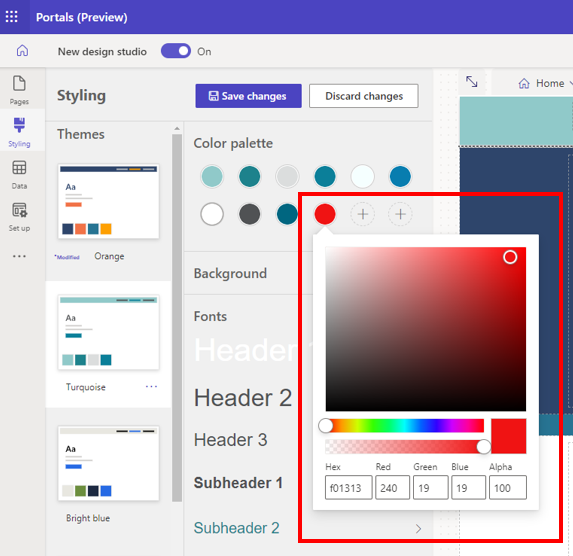 Portals (Preview)
New design studio On
Pages
Styling
Data
Set up
Styling
Save changes
Discard changes
Home
Themes
Aa
*Modified Orange
Aa
Turquoise
Aa
Bright blue
Color palette
Background
Fonts
Header 1
Header 2
Header 3
Subheader 1
Subheader 2
Hex Red Green Blue Alpha
f01313 240 19 19 100